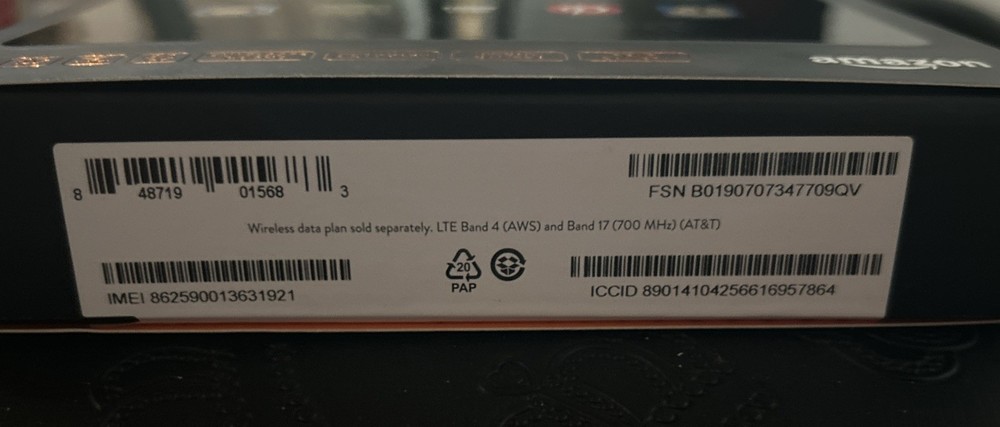 amazon
8 48719 01568 3
FSN B0190707347709QV
Wireless data plan sold separately. LTE Band 4 (AWS) and Band 17 (700 MHz) (AT&T)
20
PAP
IMEI 862590013631921
ICCID 89014104256616957864